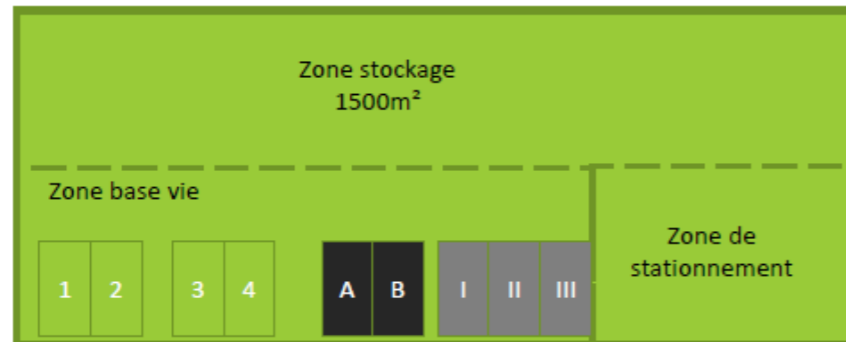 Zone stockage
1500m²
Zone base vie
Zone de
stationnement
1 2 3 4 A B I II III